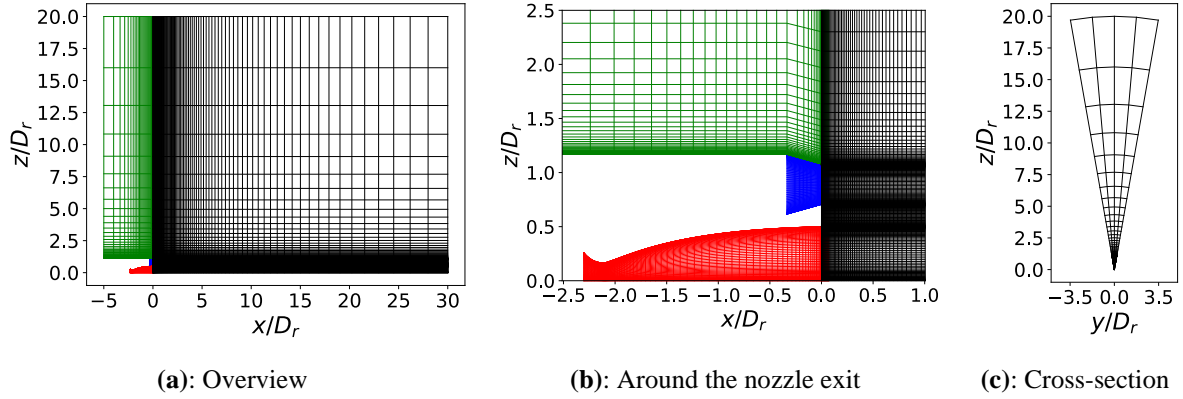 20.0
17.5
15.0
12.5
10.0
7.5
5.0
2.5
0.0
z/D_r
−5 0 5 10 15 20 25 30
x/D_r
2.5
2.0
1.5
1.0
0.5
0.0
z/D_r
−2.5 −2.0 −1.5 −1.0 −0.5 0.0 0.5 1.0
x/D_r
20.0
17.5
15.0
12.5
10.0
7.5
5.0
2.5
0.0
z/D_r
−3.5 0.0 3.5
y/D_r
(a): Overview
(b): Around the nozzle exit
(c): Cross-section